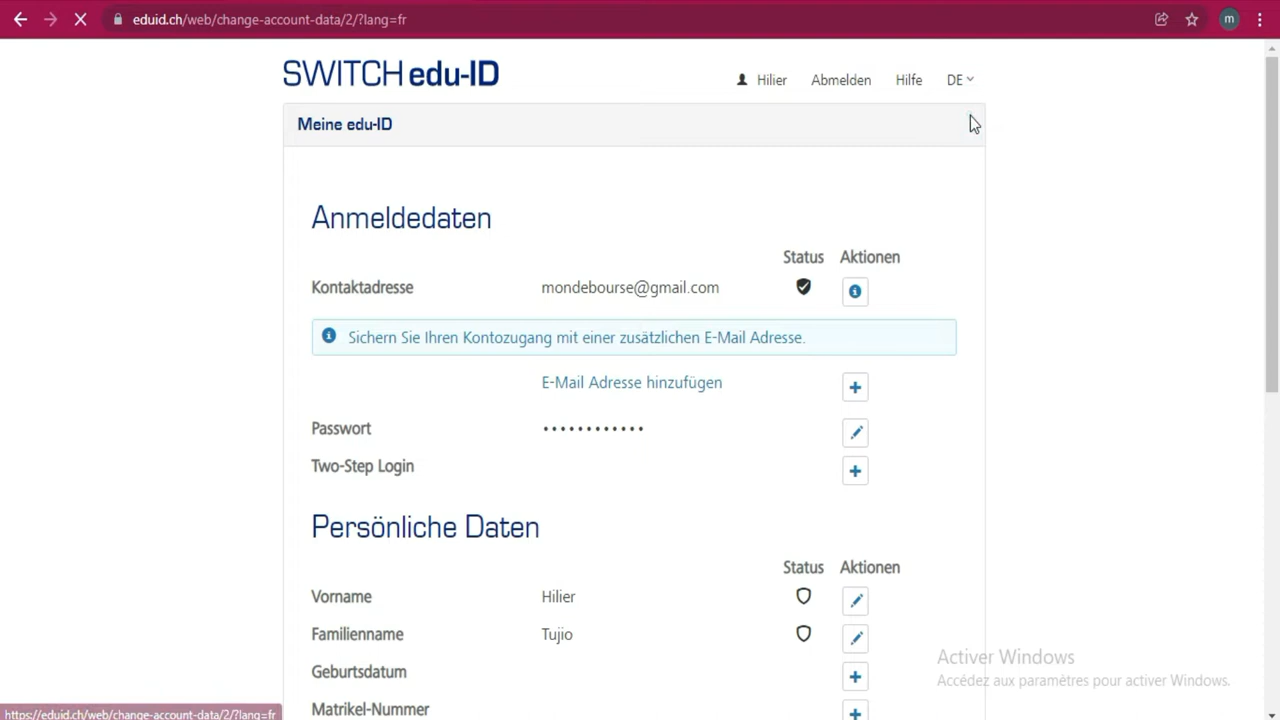 eduid.ch/web/change-account-data/2/?lang=fr
m
SWITCH edu-ID
Hilier Abmelden Hilfe DE
Meine edu-ID
Anmeldedaten
Status Aktionen
Kontaktadresse mondebourse@gmail.com
Sichern Sie Ihren Kontozugang mit einer zusätzlichen E-Mail Adresse.
E-Mail Adresse hinzufügen
Passwort ••••••••••••
Two-Step Login
Persönliche Daten
Status Aktionen
Vorname Hilier
Familienname Tujio
Geburtsdatum
Matrikel-Nummer
Activer Windows
Accédez aux paramètres pour activer Windows.
https://eduid.ch/web/change-account-data/2/?lang=fr